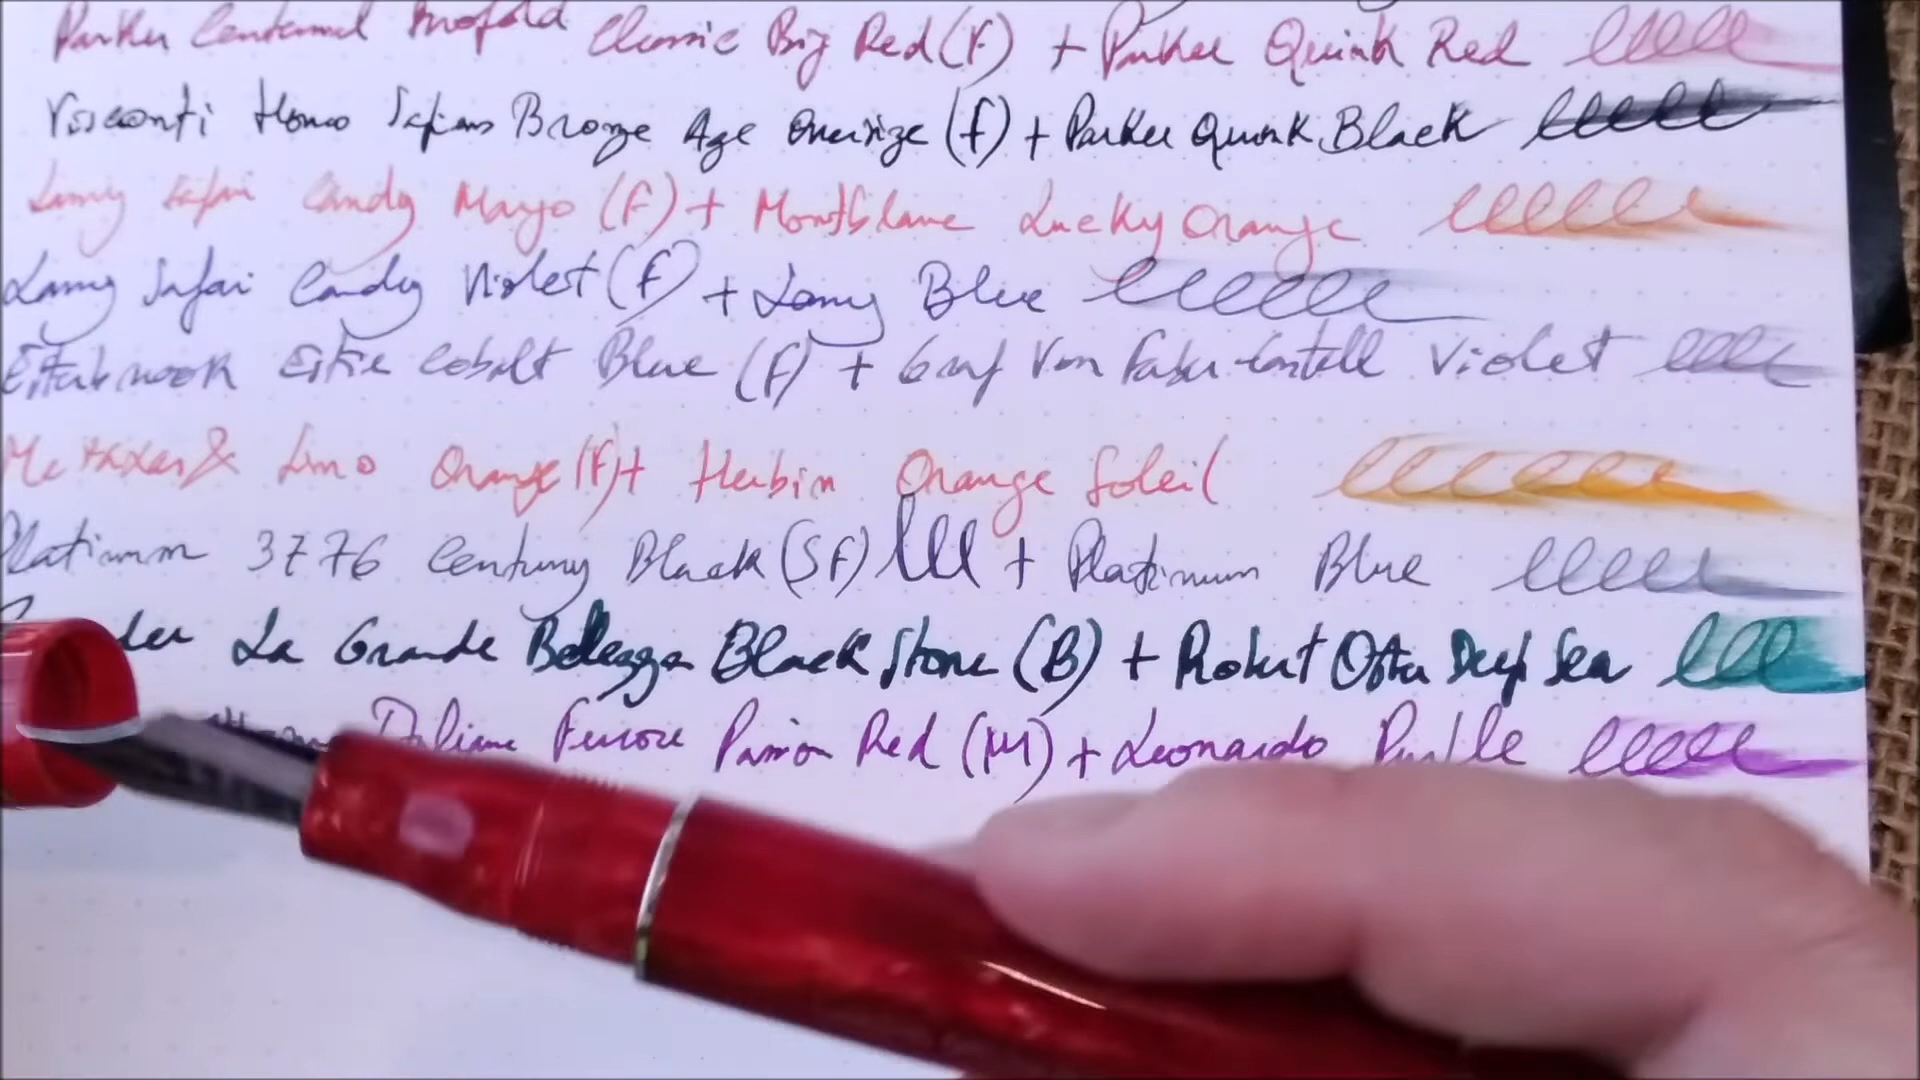 Parker Centennial Duofold Classic Big Red (F) + Parker Quink Red
Visconti Homo Sapiens Bronze Age Oversize (F) + Parker Quink Black
Lamy Safari Candy Mango (F) + Montblanc Lucky Orange
Lamy Safari Candy Violet (F) + Lamy Blue
Esterbrook Estie Cobalt Blue (F) + Graf Von Faber-Castell Violet
Orange (F) + Herbin Orange Soleil
Platinum 3776 Century Black (SF) + Platinum Blue
La Grande Bellezza Black Stone (B) + Robert Oster Deep Sea
Furore Passion Red (M) + Leonardo Purple